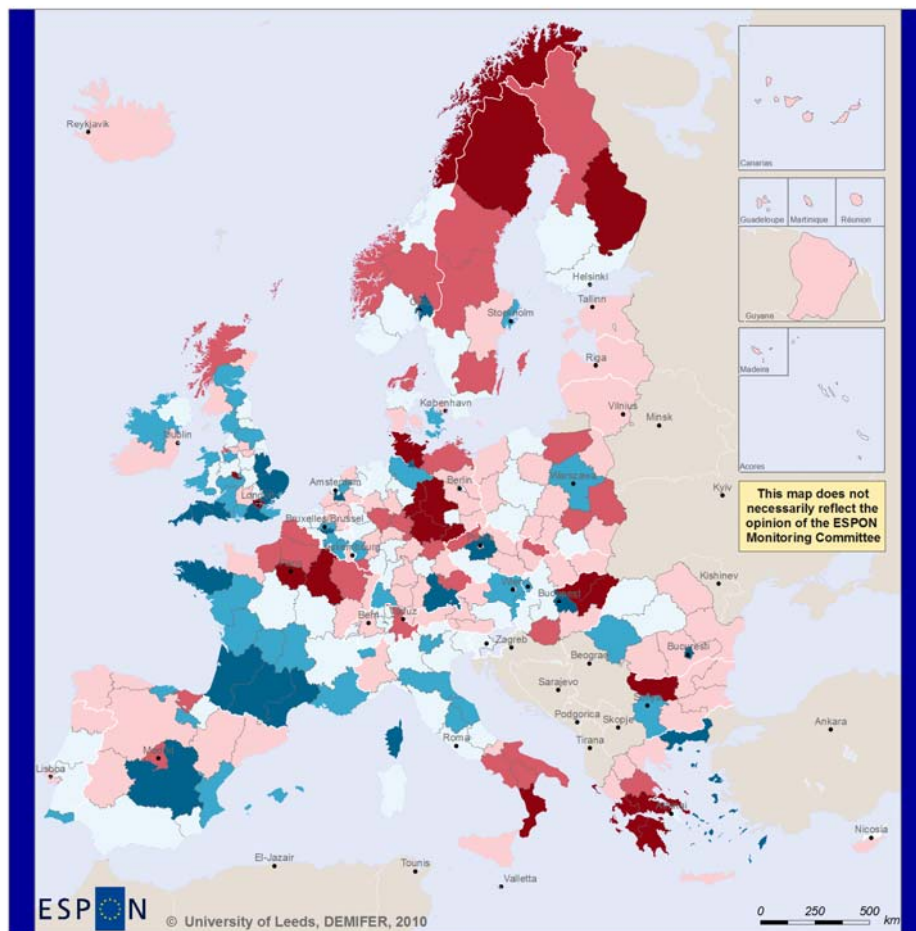 Reykjavik
Canarias
Guadeloupe
Martinique
Réunion
Guyane
Madeira
Acores
Helsinki
Tallinn
Stockholm
Riga
København
Vilnius
Minsk
Dublin
Amsterdam
Berlin
Warszawa
Kyiv
This map does not
necessarily reflect the
opinion of the ESPON
Monitoring Committee
London
Bruxelles Brussel
Kishinev
Bern
Vaduz
Budapest
Zagreb
Beograd
Bucuresti
Sarajevo
Podgorica
Skopje
Ankara
Roma
Tirana
Lisboa
Madrid
Nicosia
El-Jazair
Tounis
Valletta
ESPON
© University of Leeds, DEMIFER, 2010
0 250 500
km